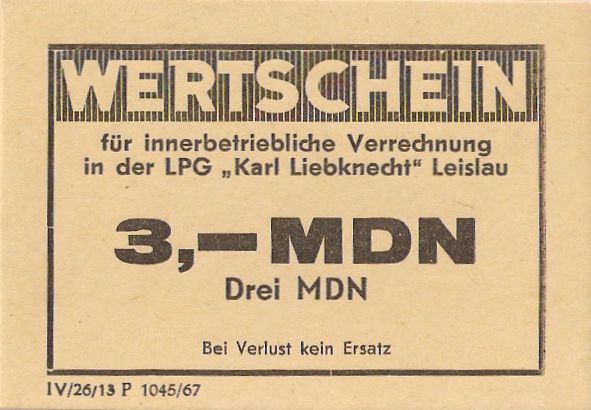 WERTSCHEIN
für innerbetriebliche Verrechnung
in der LPG „Karl Liebknecht“ Leislau
3,— MDN
Drei MDN
Bei Verlust kein Ersatz
IV/26/13 P 1045/67